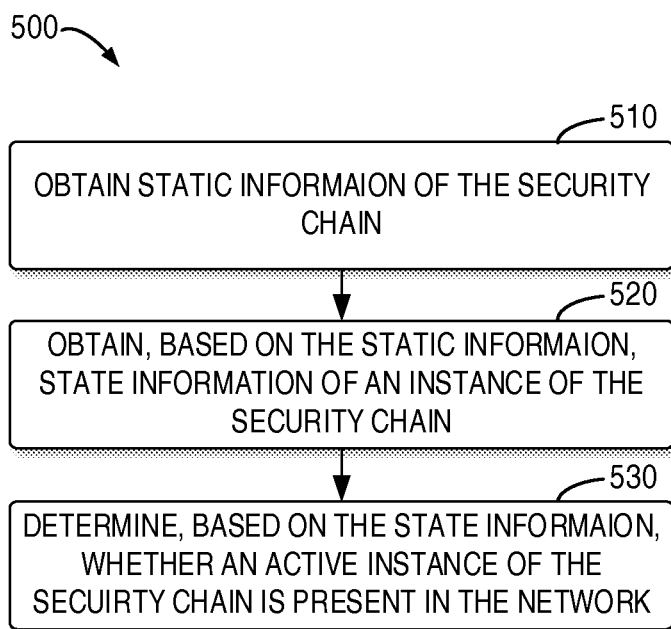 500
510
OBTAIN STATIC INFORMAION OF THE SECURITY
CHAIN
520
OBTAIN, BASED ON THE STATIC INFORMAION,
STATE INFORMATION OF AN INSTANCE OF THE
SECURITY CHAIN
530
DETERMINE, BASED ON THE STATE INFORMAION,
WHETHER AN ACTIVE INSTANCE OF THE
SECUIRTY CHAIN IS PRESENT IN THE NETWORK